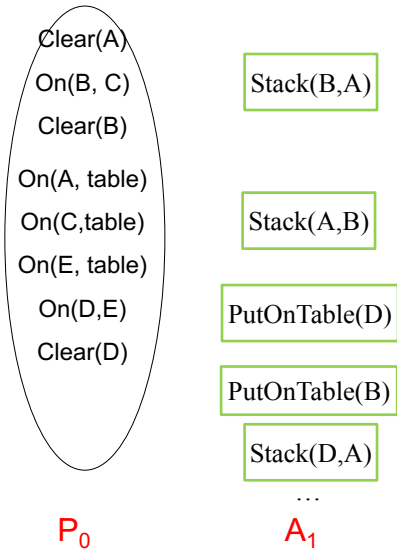 Clear(A)
On(B, C)
Clear(B)
On(A, table)
On(C,table)
On(E, table)
On(D,E)
Clear(D)
P0
Stack(B,A)
Stack(A,B)
PutOnTable(D)
PutOnTable(B)
Stack(D,A)
...
A1